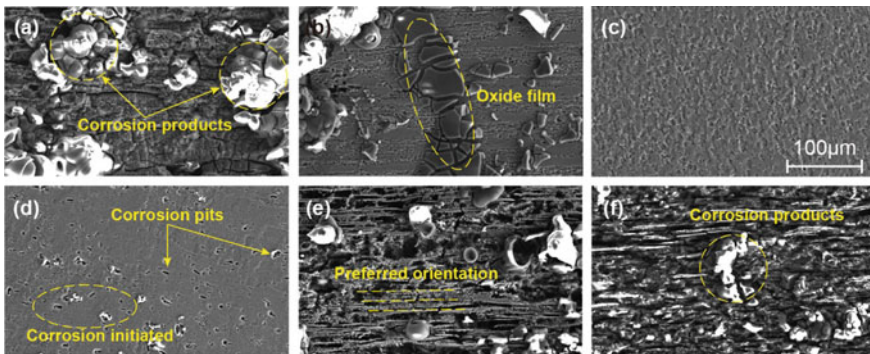 (a)
Corrosion products
(b)
Oxide film
(c)
100μm
(d)
Corrosion pits
Corrosion initiated
(e)
Preferred orientation
(f)
Corrosion products